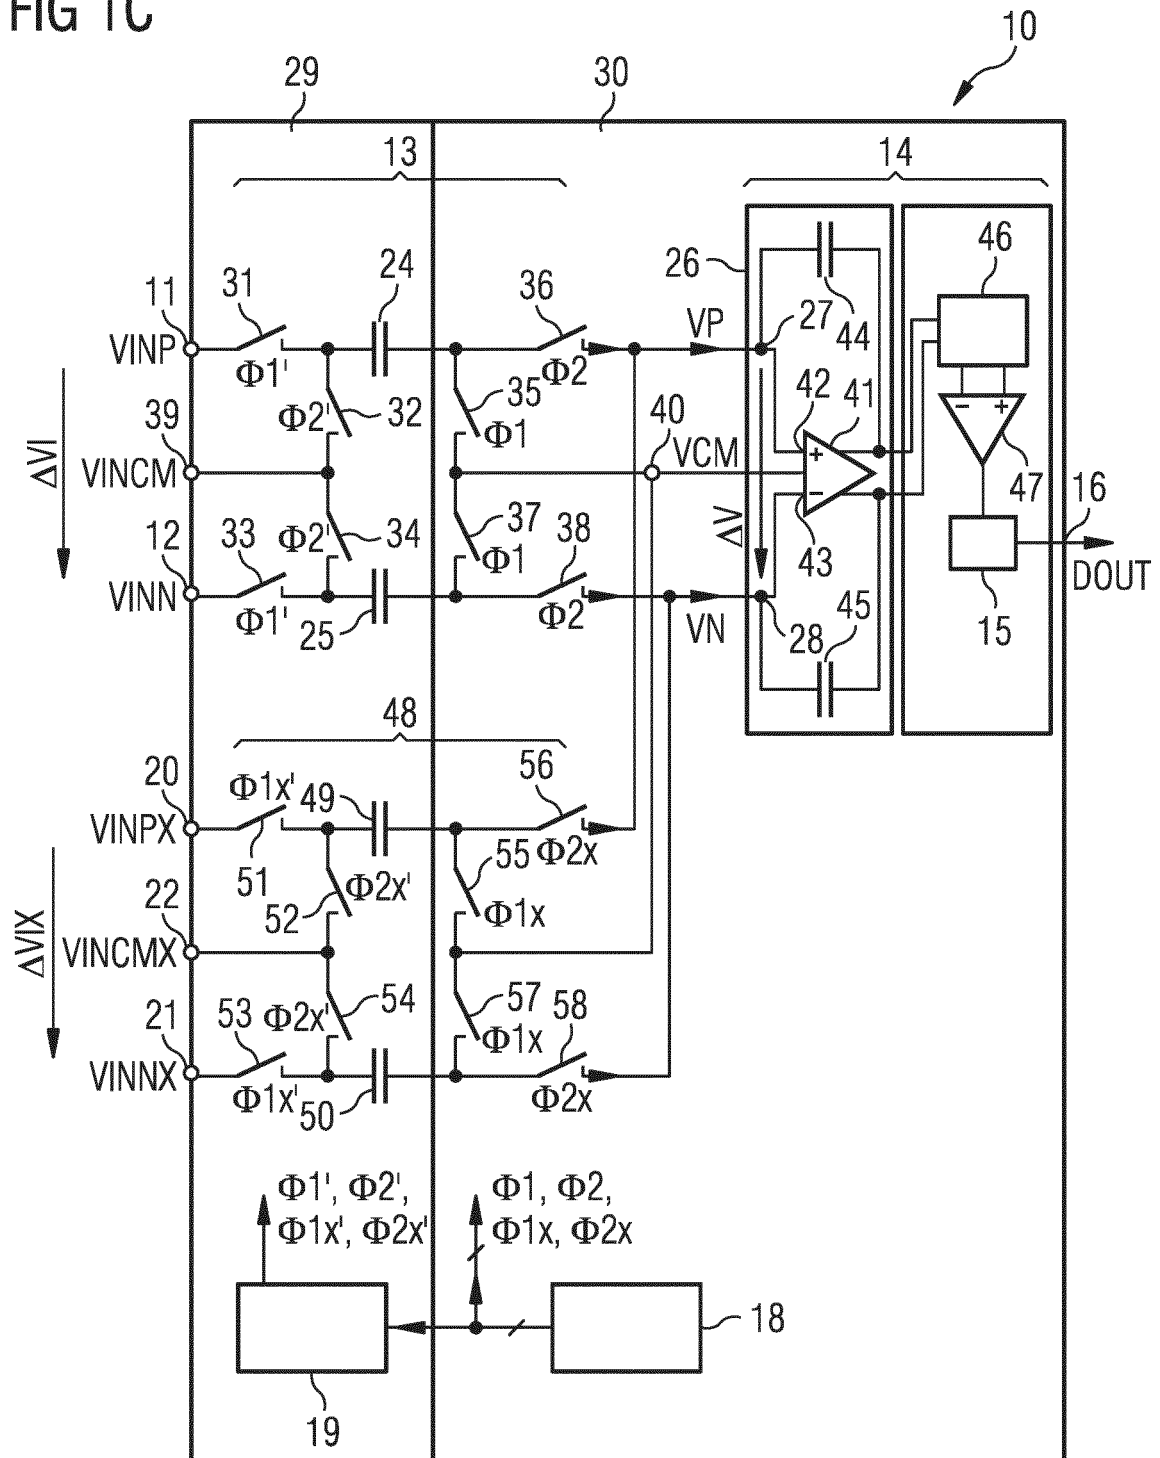 FIG 1C
10
29
30
13
14
31
24
36
26
46
11
VINP
Φ1'
Φ2
VP
27
44
39
Φ2'
32
35
Φ1
40
42
41
ΔVI
VINCM
VCM
+
−
−
+
47
16
12
33
Φ2'
34
37
Φ1
38
ΔV
43
DOUT
VINN
Φ1'
25
Φ2
VN
28
45
15
48
20
Φ1x'
49
56
VINPX
51
Φ2x'
55
Φ2x
22
52
Φ1x
ΔVIX
VINCMX
21
53
Φ2x'
54
57
Φ1x
58
VINNX
Φ1x'
50
Φ2x
Φ1', Φ2',
Φ1x', Φ2x'
Φ1, Φ2,
Φ1x, Φ2x
18
19